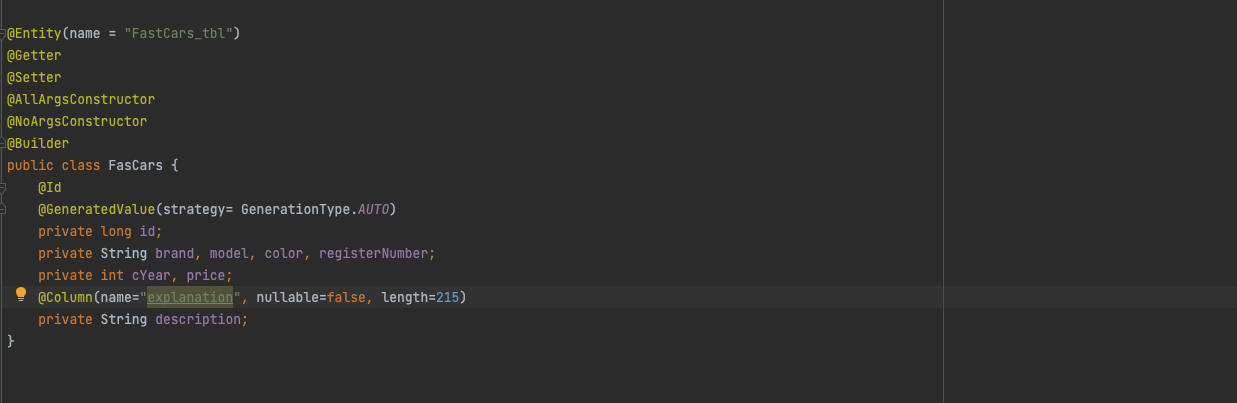 @Entity(name = "FastCars_tbl")
@Getter
@Setter
@AllArgsConstructor
@NoArgsConstructor
@Builder
public class FasCars {
@Id
@GeneratedValue(strategy= GenerationType.AUTO)
private long id;
private String brand, model, color, registerNumber;
private int cYear, price;
@Column(name="explanation", nullable=false, length=215)
private String description;
}